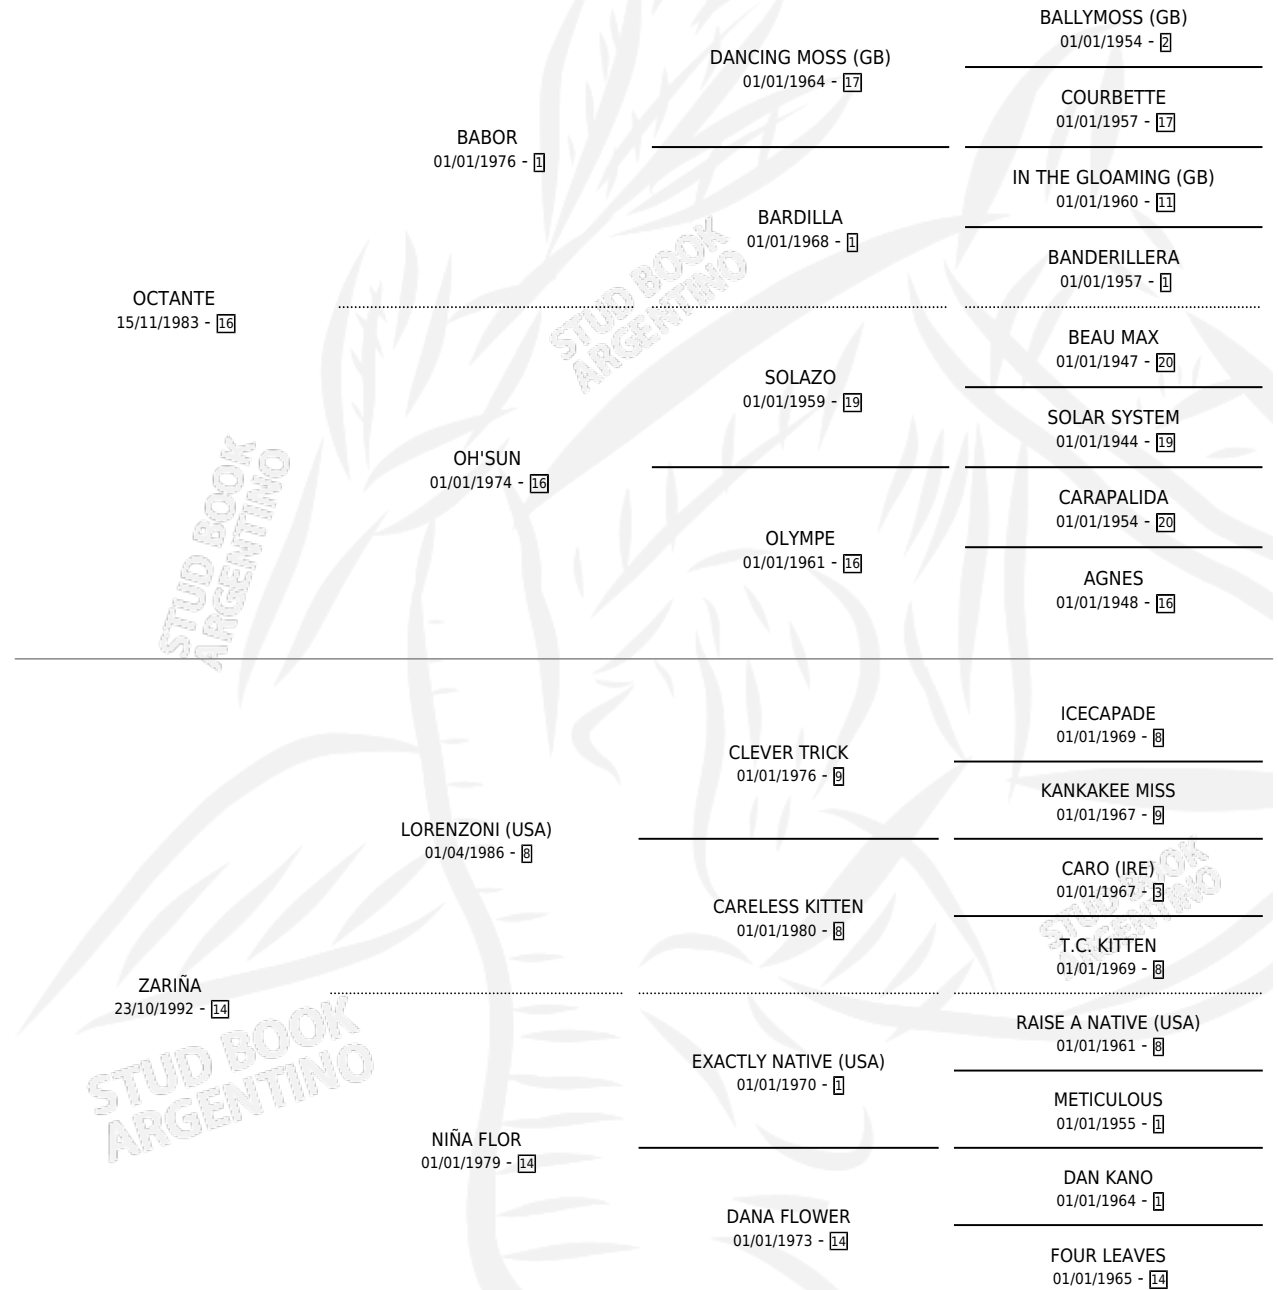 BALLYMOSS (GB)
01/01/1954 - 2
DANCING MOSS (GB)
01/01/1964 - 17
COURBETTE
01/01/1957 - 17
BABOR
01/01/1976 - 1
IN THE GLOAMING (GB)
01/01/1960 - 11
BARDILLA
01/01/1968 - 1
BANDERILLERA
01/01/1957 - 1
OCTANTE
15/11/1983 - 16
BEAU MAX
01/01/1947 - 20
SOLAZO
01/01/1959 - 19
SOLAR SYSTEM
01/01/1944 - 19
OH'SUN
01/01/1974 - 16
CARAPALIDA
01/01/1954 - 20
OLYMPE
01/01/1961 - 16
AGNES
01/01/1948 - 16
ICECAPADE
01/01/1969 - 8
CLEVER TRICK
01/01/1976 - 9
KANKAKEE MISS
01/01/1967 - 9
LORENZONI (USA)
01/04/1986 - 8
CARO (IRE)
01/01/1967 - 3
CARELESS KITTEN
01/01/1980 - 8
T.C. KITTEN
01/01/1969 - 8
ZARIÑA
23/10/1992 - 14
RAISE A NATIVE (USA)
01/01/1961 - 8
EXACTLY NATIVE (USA)
01/01/1970 - 1
METICULOUS
01/01/1955 - 1
NIÑA FLOR
01/01/1979 - 14
DAN KANO
01/01/1964 - 1
DANA FLOWER
01/01/1973 - 14
FOUR LEAVES
01/01/1965 - 14
STUD BOOK
ARGENTINO
STUD BOOK
ARGENTINO
STUD BOOK
ARGENTINO
STUD BOOK
ARGENTINO